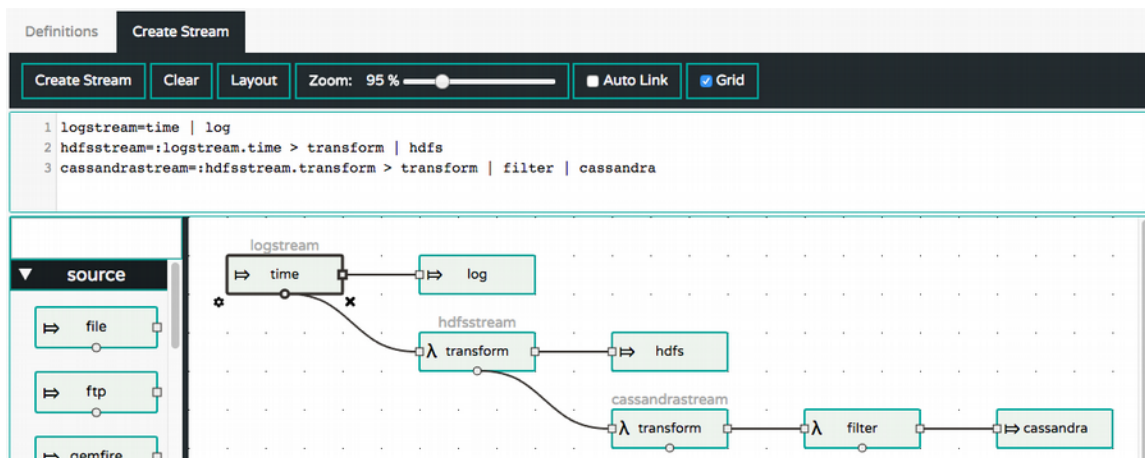 Definitions
Create Stream
Create Stream Clear Layout Zoom: 95 % Auto Link Grid
1 logstream=time | log
2 hdfsstream=:logstream.time > transform | hdfs
3 cassandrastream=:hdfsstream.transform > transform | filter | cassandra
source
file
ftp
gemfire
logstream
time
log
hdfsstream
λ transform
hdfs
cassandrastream
λ transform
λ filter
cassandra